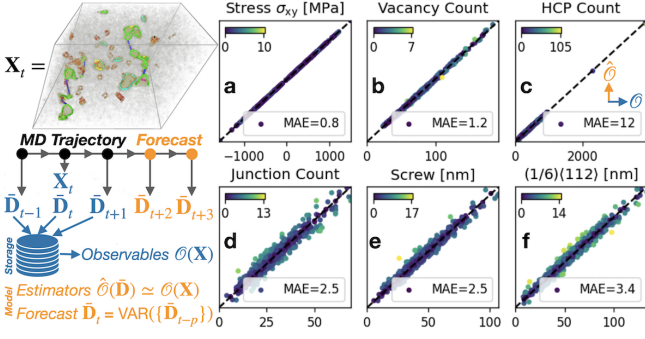 X_t =
MD Trajectory Forecast
X_t
D̄_{t−1} D̄_t D̄_{t+1} D̄_{t+2} D̄_{t+3}
Storage
Observables 𝒪(X)
Model
Estimators 𝒪̂(D̄) ≃ 𝒪(X)
Forecast D̄_t = VAR({D̄_{t−p}})
Stress σ_xy [MPa]
0 10
a
MAE=0.8
−1000 0 1000
Vacancy Count
0 7
b
MAE=1.2
0 100
HCP Count
0 105
c
𝒪̂
𝒪
MAE=12
0 2000
Junction Count
0 13
d
MAE=2.5
0 25 50
Screw [nm]
0 17
e
MAE=2.5
0 50 100
(1/6)⟨112⟩ [nm]
0 14
f
MAE=3.4
0 50 100